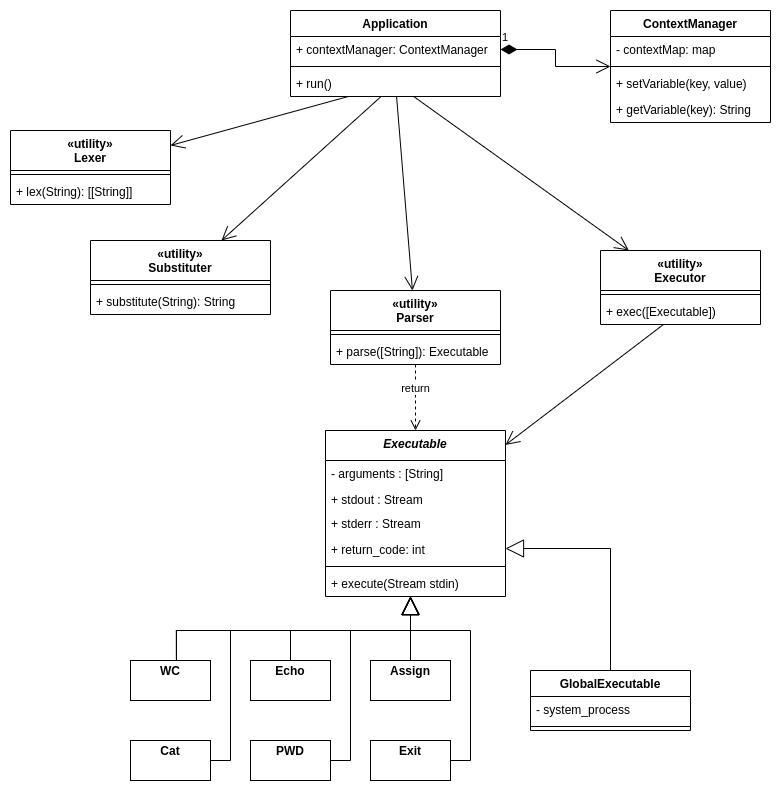 Application
+ contextManager: ContextManager
+ run()
1
ContextManager
- contextMap: map
+ setVariable(key, value)
+ getVariable(key): String
«utility»
Lexer
+ lex(String): [[String]]
«utility»
Substituter
+ substitute(String): String
«utility»
Parser
+ parse([String]): Executable
«utility»
Executor
+ exec([Executable])
return
Executable
- arguments : [String]
+ stdout : Stream
+ stderr : Stream
+ return_code: int
+ execute(Stream stdin)
WC
Echo
Assign
Cat
PWD
Exit
GlobalExecutable
- system_process